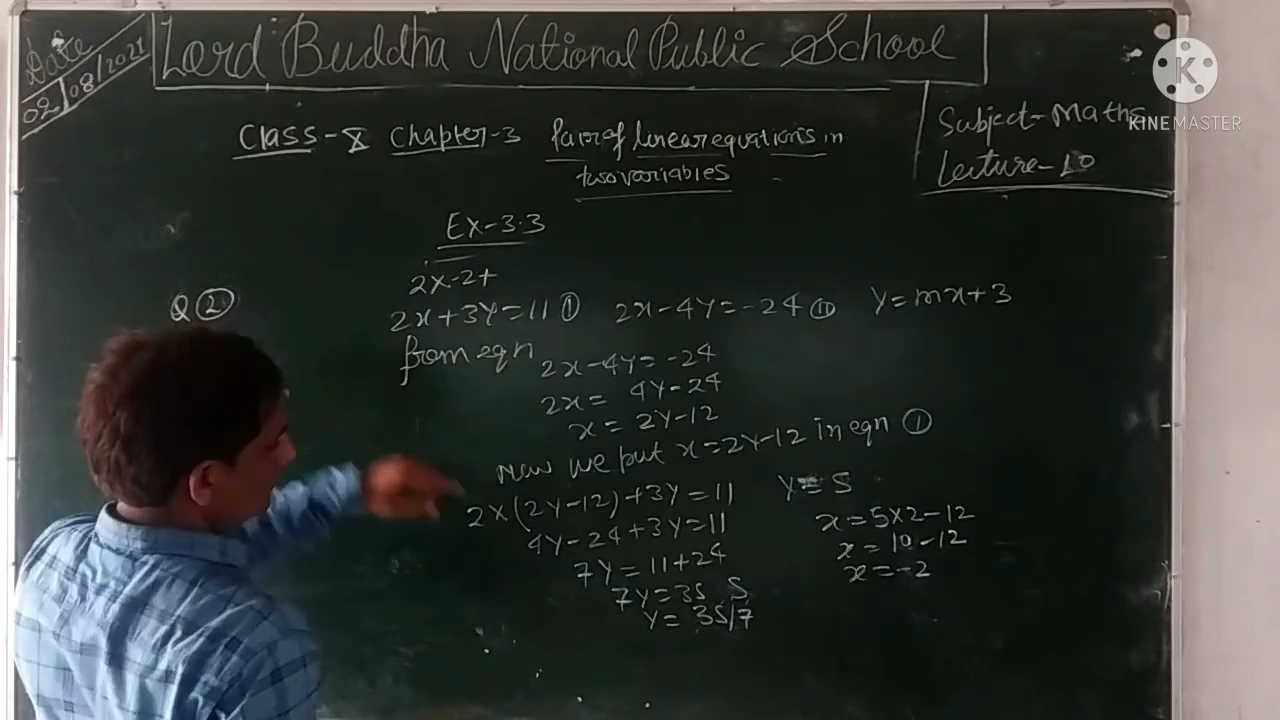 Date
02/08/2021
Lord Buddha National Public School
K
KINEMASTER
Subject-Maths
Lecture-10
Class-X Chapter-3 Pair of linear equations in
two variables
Ex-3.3
2x-2+
Q ②
2x+3y=11 ① 2x-4y=-24 ② y=mx+3
from eqn
2x-4y=-24
2x= 4y-24
x = 2y-12
Now we put x=2y-12 in eqn ①
2x(2y-12)+3y=11
4y-24+3y=11
7y=11+24
7y=35 5
y= 35/7
y=5
x=5x2-12
x=10-12
x=-2